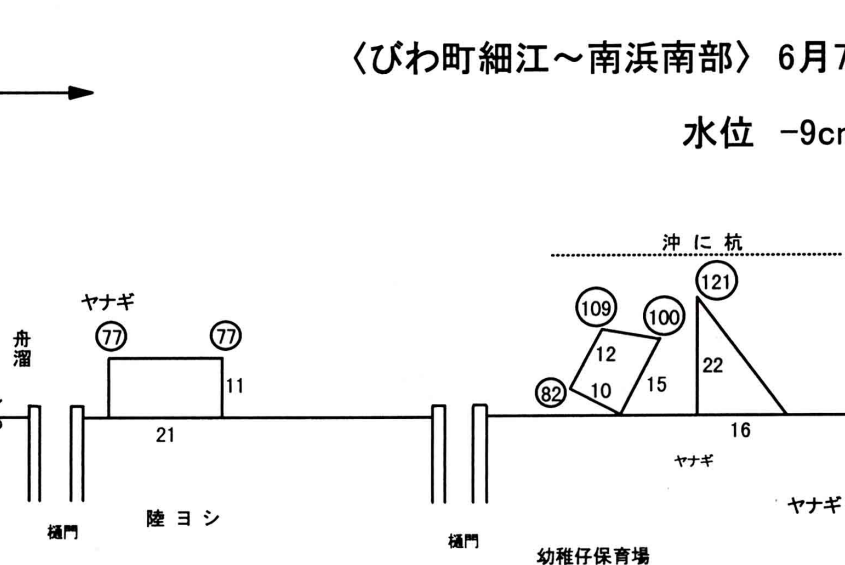 〈びわ町細江～南浜南部〉 6月7
水位 -9cm
沖に杭
121
ヤナギ
109
100
舟溜
77
77
12
22
11
82
10
15
21
16
ヤナギ
ヤナギ
陸ヨシ
樋門
樋門
幼稚仔保育場